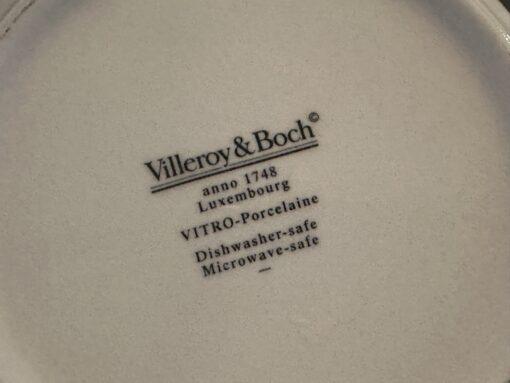 Villeroy & Boch©
anno 1748
Luxembourg
VITRO-Porcelaine
Dishwasher-safe
Microwave-safe